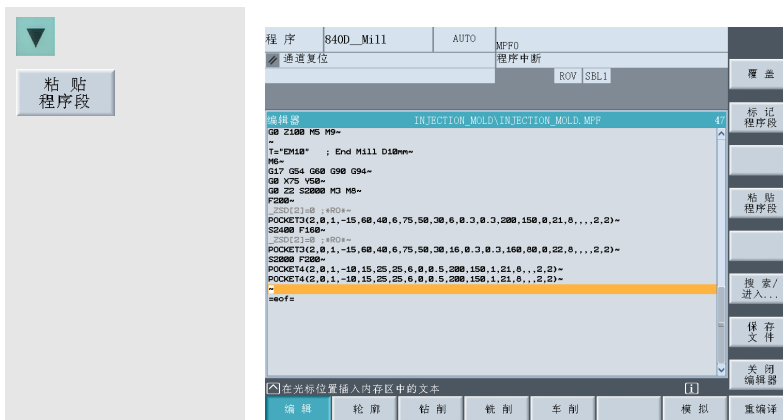 粘 贴
程序段
程 序
840D__Mill
AUTO
MPF0
通道复位
程序中断
ROV SBL1
编辑器 INJECTION_MOLD\INJECTION_MOLD.MPF 47
G0 Z100 M5 M9~
~
T="EM10" ; End Mill D10mm~
M6~
G17 G54 G60 G90 G94~
G0 X75 Y50~
G0 Z2 S2000 M3 M8~
F200~
_ZSD[2]=0 ;*RO*~
POCKET3(2,0,1,-15,60,40,6,75,50,30,6,0.3,0.3,200,150,0,21,8,,,,2,2)~
S2400 F160~
_ZSD[2]=0 ;*RO*~
POCKET3(2,0,1,-15,60,40,6,75,50,30,16,0.3,0.3,160,80,0,22,8,,,,2,2)~
S2000 F200~
POCKET4(2,0,1,-10,15,25,25,6,0,0.5,200,150,1,21,8,,,2,2)~
POCKET4(2,0,1,-10,15,25,25,6,0,0.5,200,150,1,21,8,,,2,2)~
~
=eof=
在光标位置插入内存区中的文本
覆 盖
标 记
程序段
粘 贴
程序段
搜 索/
进入...
保 存
文 件
关 闭
编辑器
编 辑 轮 廓 钻 削 铣 削 车 削 模 拟 重编译